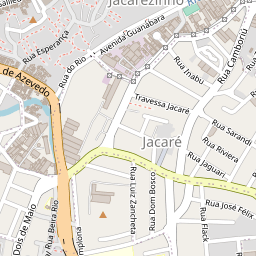 Jacarezinho
Avenida Guanabara
Rua Esperança
Rua do Rio
de Azevedo
Rua Inabu
Rua Camboriú
Travessa Jacaré
Rua Sarandi
Rua Riviera
Jacaré
Rua Jaguari
Rua Luiz Zancheta
Rua Dom Bosco
Rua José Félix
Rua Flack
Dois de Maio
Rua Beira Rio